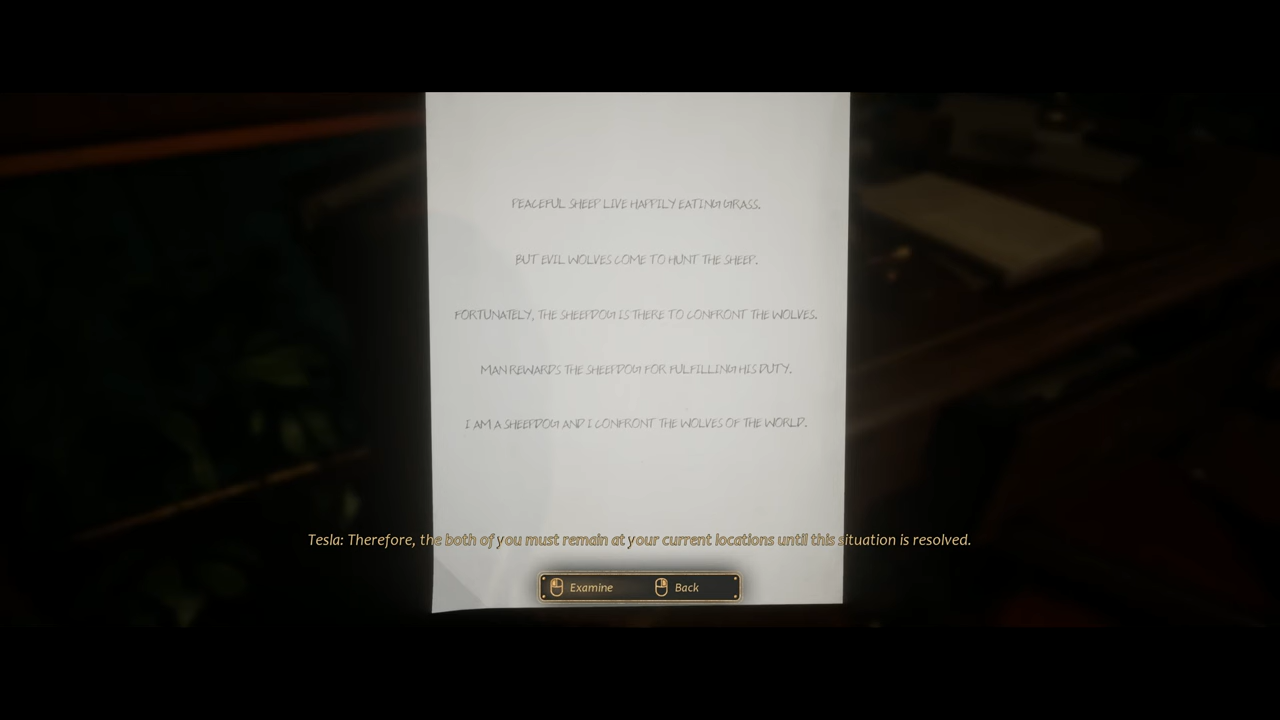 PEACEFUL SHEEP LIVE HAPPILY EATING GRASS.
BUT EVIL WOLVES COME TO HUNT THE SHEEP.
FORTUNATELY, THE SHEEPDOG IS THERE TO CONFRONT THE WOLVES.
MAN REWARDS THE SHEEPDOG FOR FULFILLING HIS DUTY.
I AM A SHEEPDOG AND I CONFRONT THE WOLVES OF THE WORLD.
Tesla: Therefore, the both of you must remain at your current locations until this situation is resolved.
Examine Back